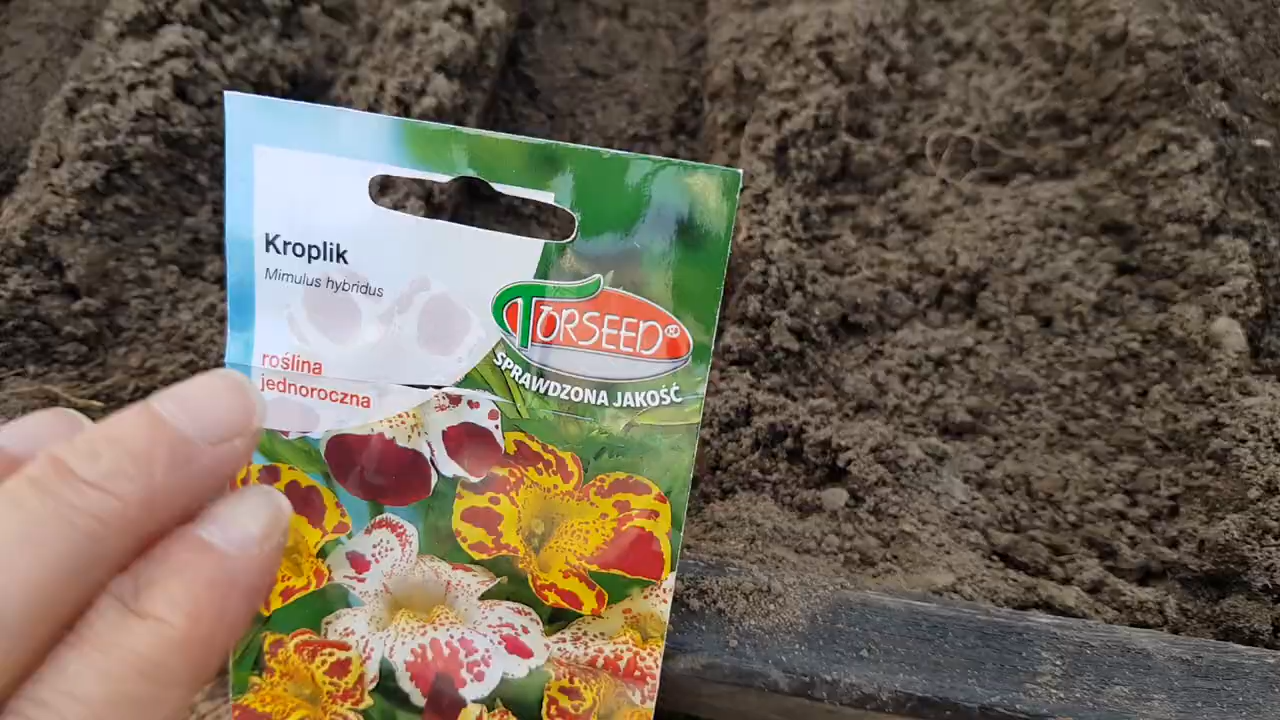 Kroplik
Mimulus hybridus
TORSEED®
SPRAWDZONA JAKOŚĆ
roślina
jednoroczna